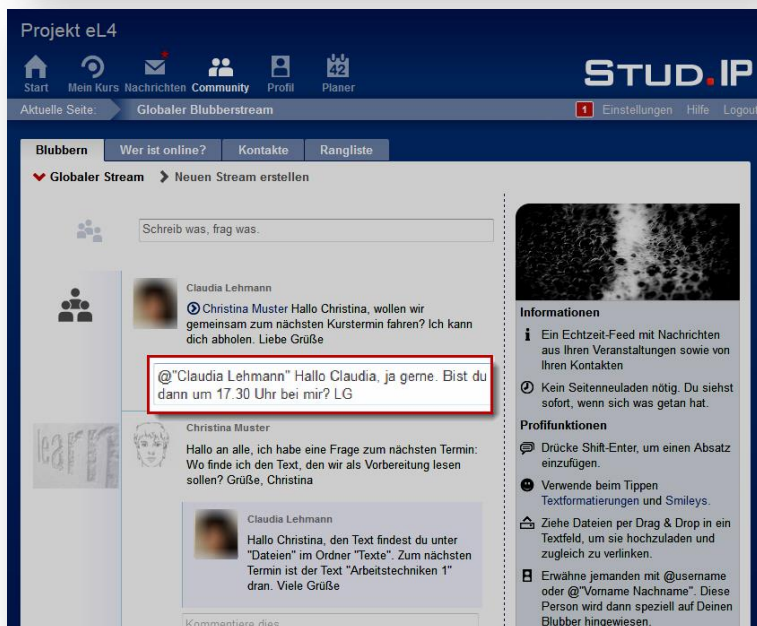 Projekt eL4
Start Mein Kurs Nachrichten Community Profil 42 Planer
STUD.IP
Aktuelle Seite: Globaler Blubberstream
1 Einstellungen Hilfe Logout
Blubbern Wer ist online? Kontakte Rangliste
Globaler Stream Neuen Stream erstellen
Schreib was, frag was.
Claudia Lehmann
Christina Muster Hallo Christina, wollen wir
gemeinsam zum nächsten Kurstermin fahren? Ich kann
dich abholen. Liebe Grüße
@"Claudia Lehmann" Hallo Claudia, ja gerne. Bist du
dann um 17.30 Uhr bei mir? LG
learn
Christina Muster
Hallo an alle, ich habe eine Frage zum nächsten Termin:
Wo finde ich den Text, den wir als Vorbereitung lesen
sollen? Grüße, Christina
Claudia Lehmann
Hallo Christina, den Text findest du unter
"Dateien" im Ordner "Texte". Zum nächsten
Termin ist der Text "Arbeitstechniken 1"
dran. Viele Grüße
Kommentiere dies
Informationen
Ein Echtzeit-Feed mit Nachrichten
aus Ihren Veranstaltungen sowie von
Ihren Kontakten
Kein Seitenneuladen nötig. Du siehst
sofort, wenn sich was getan hat.
Profifunktionen
Drücke Shift-Enter, um einen Absatz
einzufügen.
Verwende beim Tippen
Textformatierungen und Smileys.
Ziehe Dateien per Drag & Drop in ein
Textfeld, um sie hochzuladen und
zugleich zu verlinken.
Erwähne jemanden mit @username
oder @"Vorname Nachname". Diese
Person wird dann speziell auf Deinen
Blubber hingewiesen.